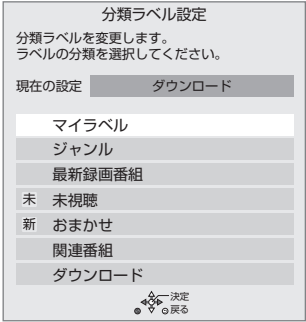 分類ラベル設定
分類ラベルを変更します。
ラベルの分類を選択してください。
現在の設定 ダウンロード
マイラベル
ジャンル
最新録画番組
未 未視聴
新 おまかせ
関連番組
ダウンロード
決定
戻る